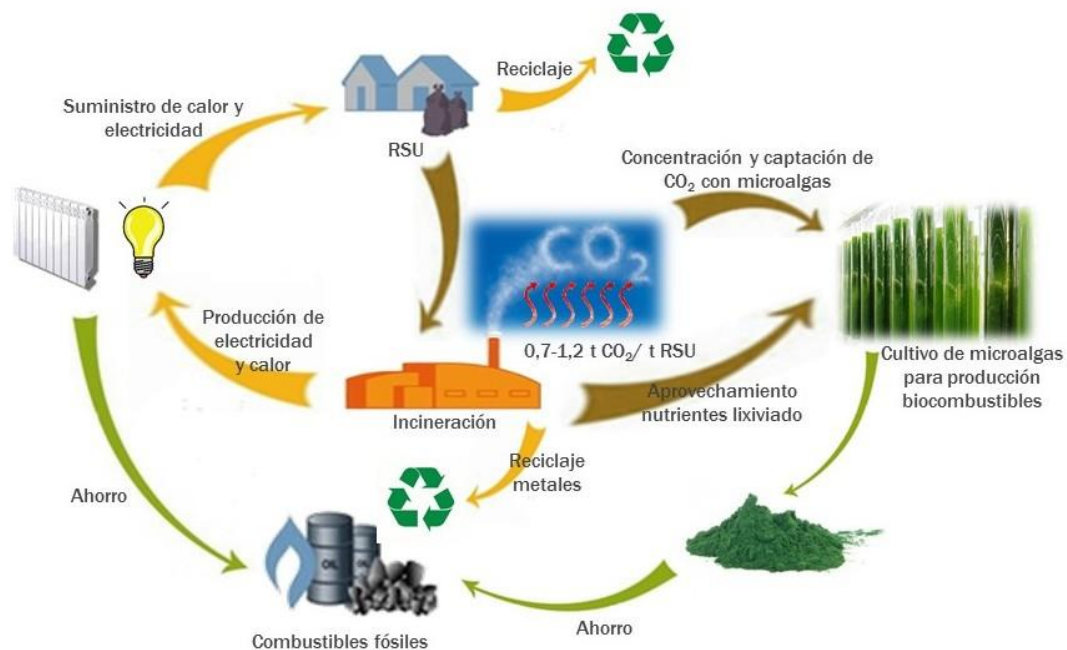 Reciclaje
Suministro de calor y
electricidad
RSU
Concentración y captación de
CO₂ con microalgas
CO₂
Producción de
electricidad
y calor
0,7-1,2 t CO₂/ t RSU
Cultivo de microalgas
para producción
biocombustibles
Incineración
Aprovechamiento
nutrientes lixiviado
Reciclaje
metales
Ahorro
OIL
OIL
Combustibles fósiles
Ahorro